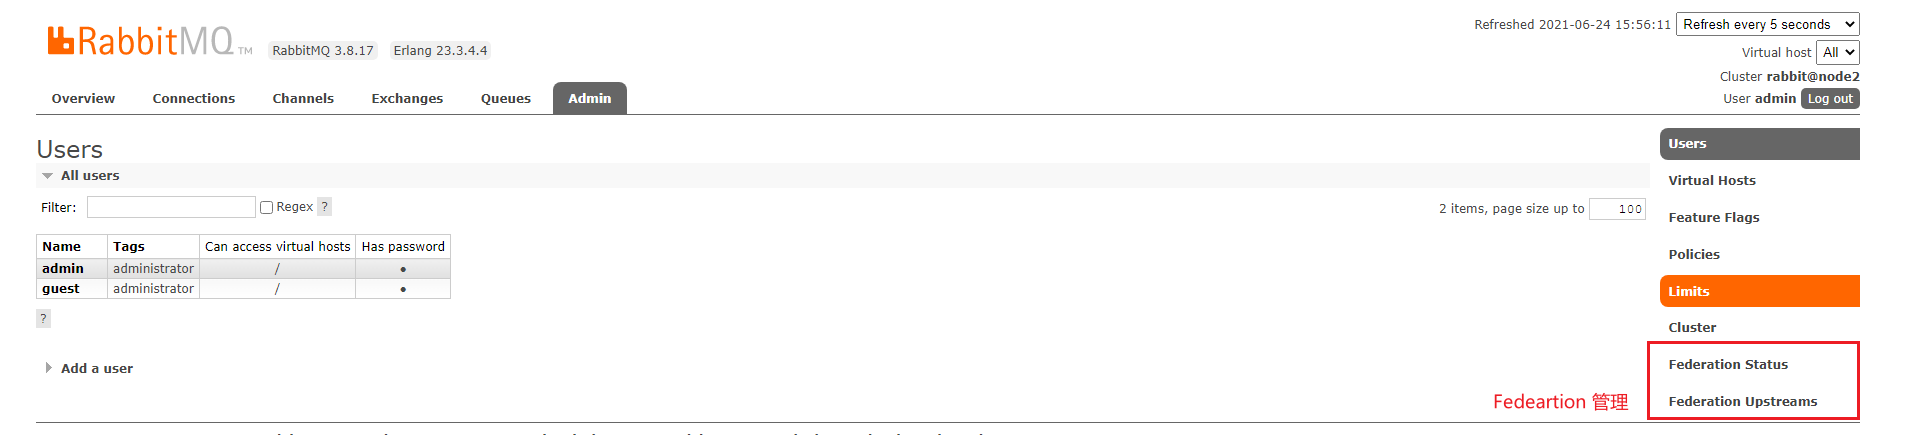 RabbitMQ TM RabbitMQ 3.8.17 Erlang 23.3.4.4
Refreshed 2021-06-24 15:56:11 Refresh every 5 seconds
Virtual host All
Cluster rabbit@node2
User admin Log out
Overview Connections Channels Exchanges Queues Admin
Users
All users
Filter: Regex ?
2 items, page size up to 100
Name Tags Can access virtual hosts Has password
admin administrator / ●
guest administrator / ●
?
Add a user
Users
Virtual Hosts
Feature Flags
Policies
Limits
Cluster
Federation Status
Federation Upstreams
Fedeartion 管理